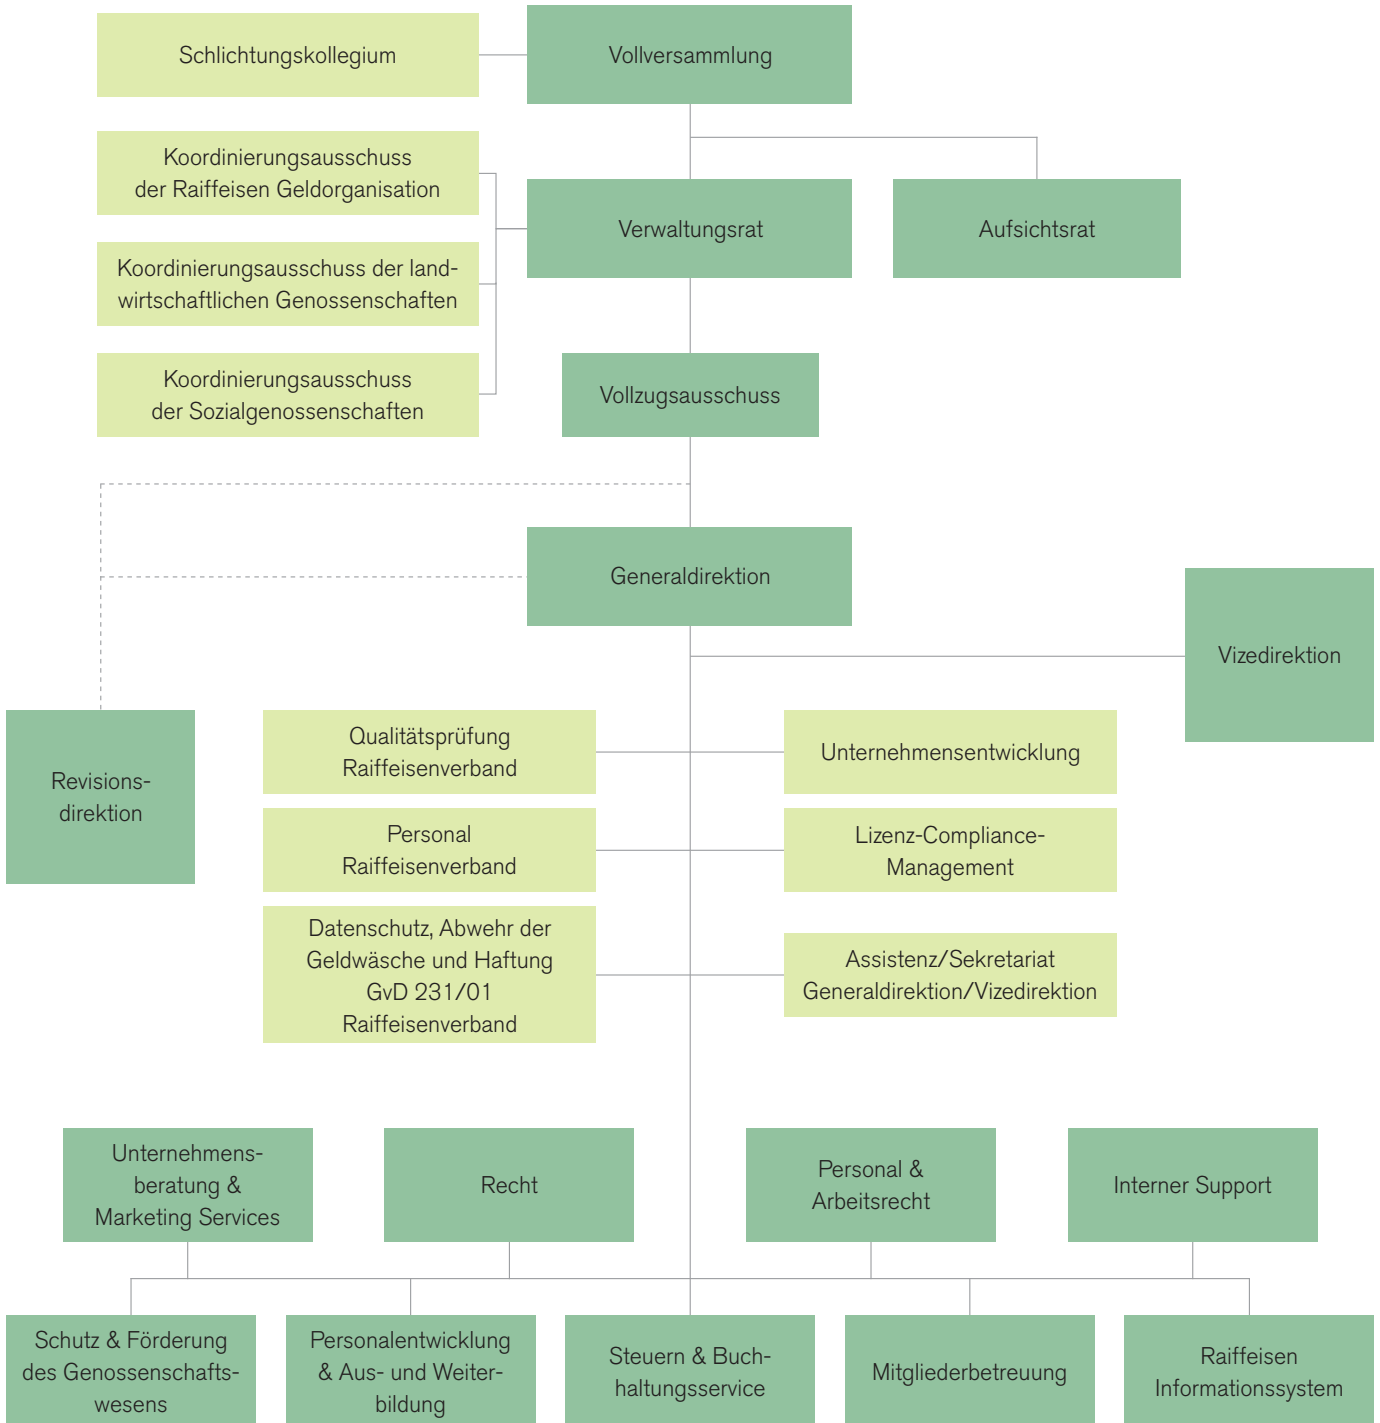 Schlichtungskollegium
Vollversammlung
Koordinierungsausschuss
der Raiffeisen Geldorganisation
Verwaltungsrat
Aufsichtsrat
Koordinierungsausschuss der land-
wirtschaftlichen Genossenschaften
Koordinierungsausschuss
der Sozialgenossenschaften
Vollzugsausschuss
Generaldirektion
Vizedirektion
Revisions-
direktion
Qualitätsprüfung
Raiffeisenverband
Unternehmensentwicklung
Personal
Raiffeisenverband
Lizenz-Compliance-
Management
Datenschutz, Abwehr der
Geldwäsche und Haftung
GvD 231/01
Raiffeisenverband
Assistenz/Sekretariat
Generaldirektion/Vizedirektion
Unternehmens-
beratung &
Marketing Services
Recht
Personal &
Arbeitsrecht
Interner Support
Schutz & Förderung
des Genossenschafts-
wesens
Personalentwicklung
& Aus- und Weiter-
bildung
Steuern & Buch-
haltungsservice
Mitgliederbetreuung
Raiffeisen
Informationssystem